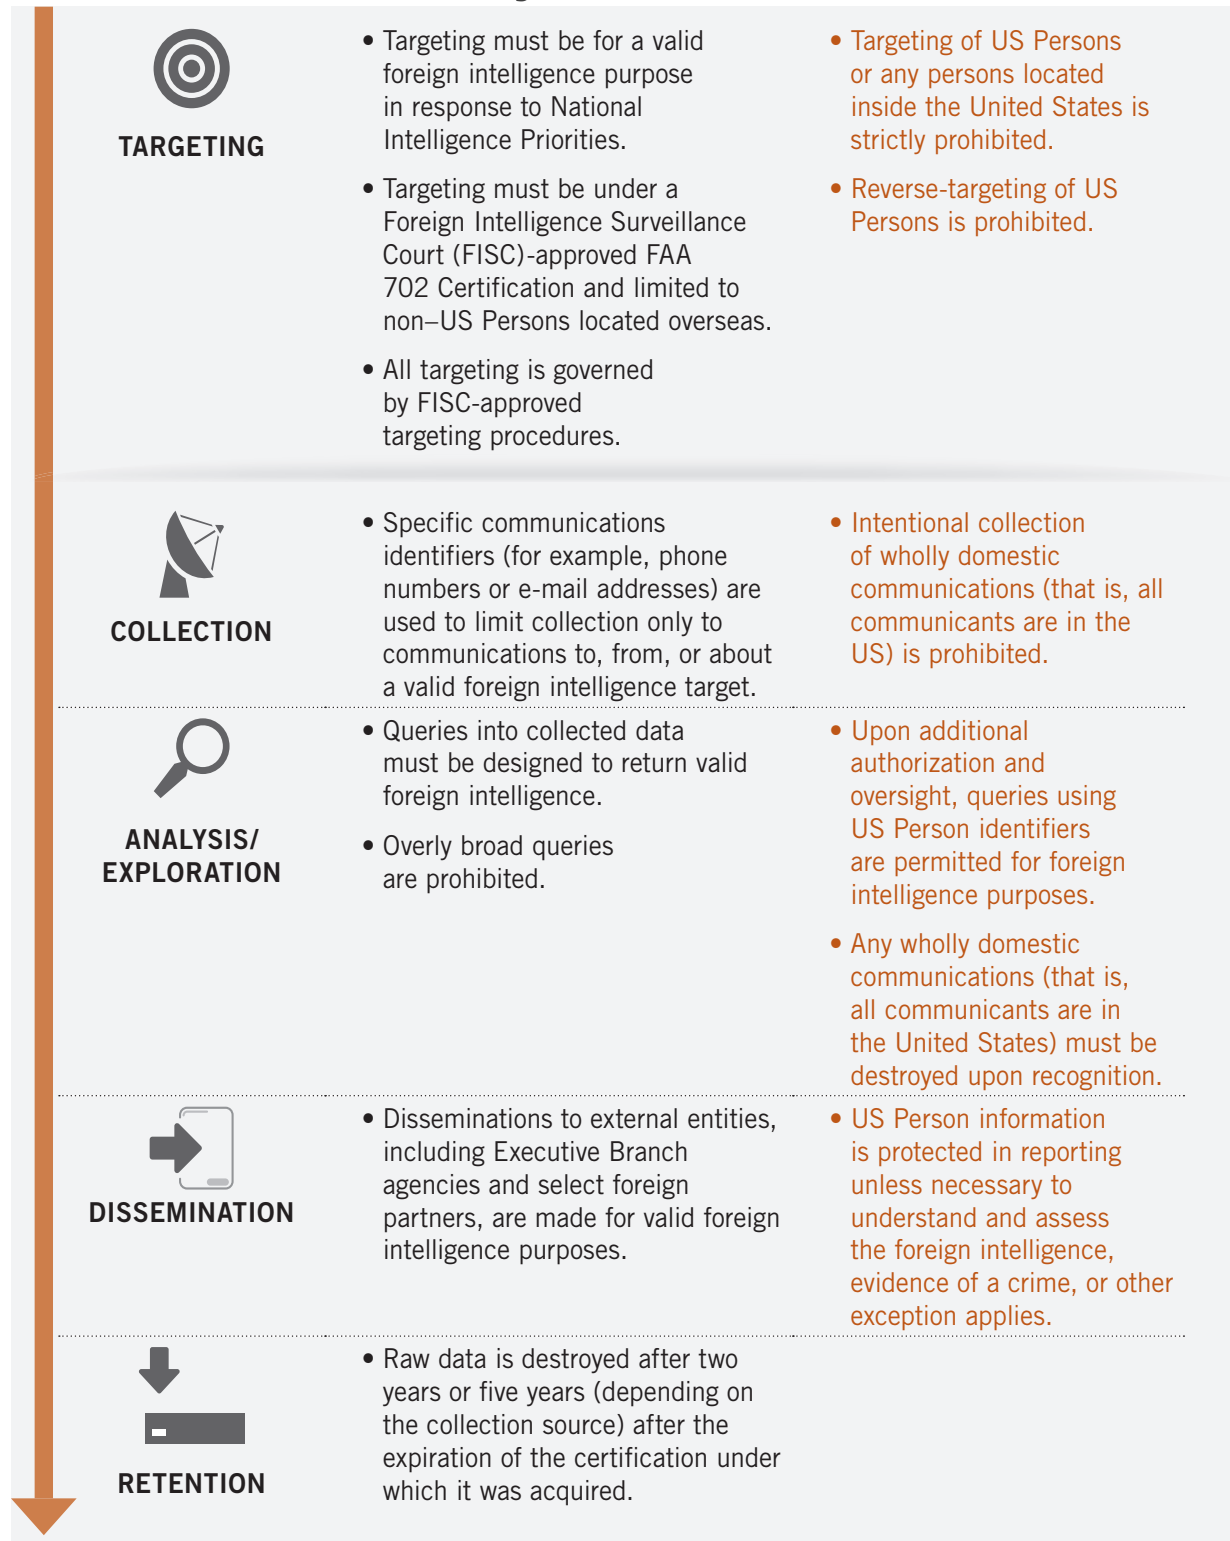 TARGETING
• Targeting must be for a valid
foreign intelligence purpose
in response to National
Intelligence Priorities.
• Targeting must be under a
Foreign Intelligence Surveillance
Court (FISC)-approved FAA
702 Certification and limited to
non–US Persons located overseas.
• All targeting is governed
by FISC-approved
targeting procedures.
• Targeting of US Persons
or any persons located
inside the United States is
strictly prohibited.
• Reverse-targeting of US
Persons is prohibited.
COLLECTION
• Specific communications
identifiers (for example, phone
numbers or e-mail addresses) are
used to limit collection only to
communications to, from, or about
a valid foreign intelligence target.
• Intentional collection
of wholly domestic
communications (that is, all
communicants are in the
US) is prohibited.
ANALYSIS/
EXPLORATION
• Queries into collected data
must be designed to return valid
foreign intelligence.
• Overly broad queries
are prohibited.
• Upon additional
authorization and
oversight, queries using
US Person identifiers
are permitted for foreign
intelligence purposes.
• Any wholly domestic
communications (that is,
all communicants are in
the United States) must be
destroyed upon recognition.
DISSEMINATION
• Disseminations to external entities,
including Executive Branch
agencies and select foreign
partners, are made for valid foreign
intelligence purposes.
• US Person information
is protected in reporting
unless necessary to
understand and assess
the foreign intelligence,
evidence of a crime, or other
exception applies.
RETENTION
• Raw data is destroyed after two
years or five years (depending on
the collection source) after the
expiration of the certification under
which it was acquired.